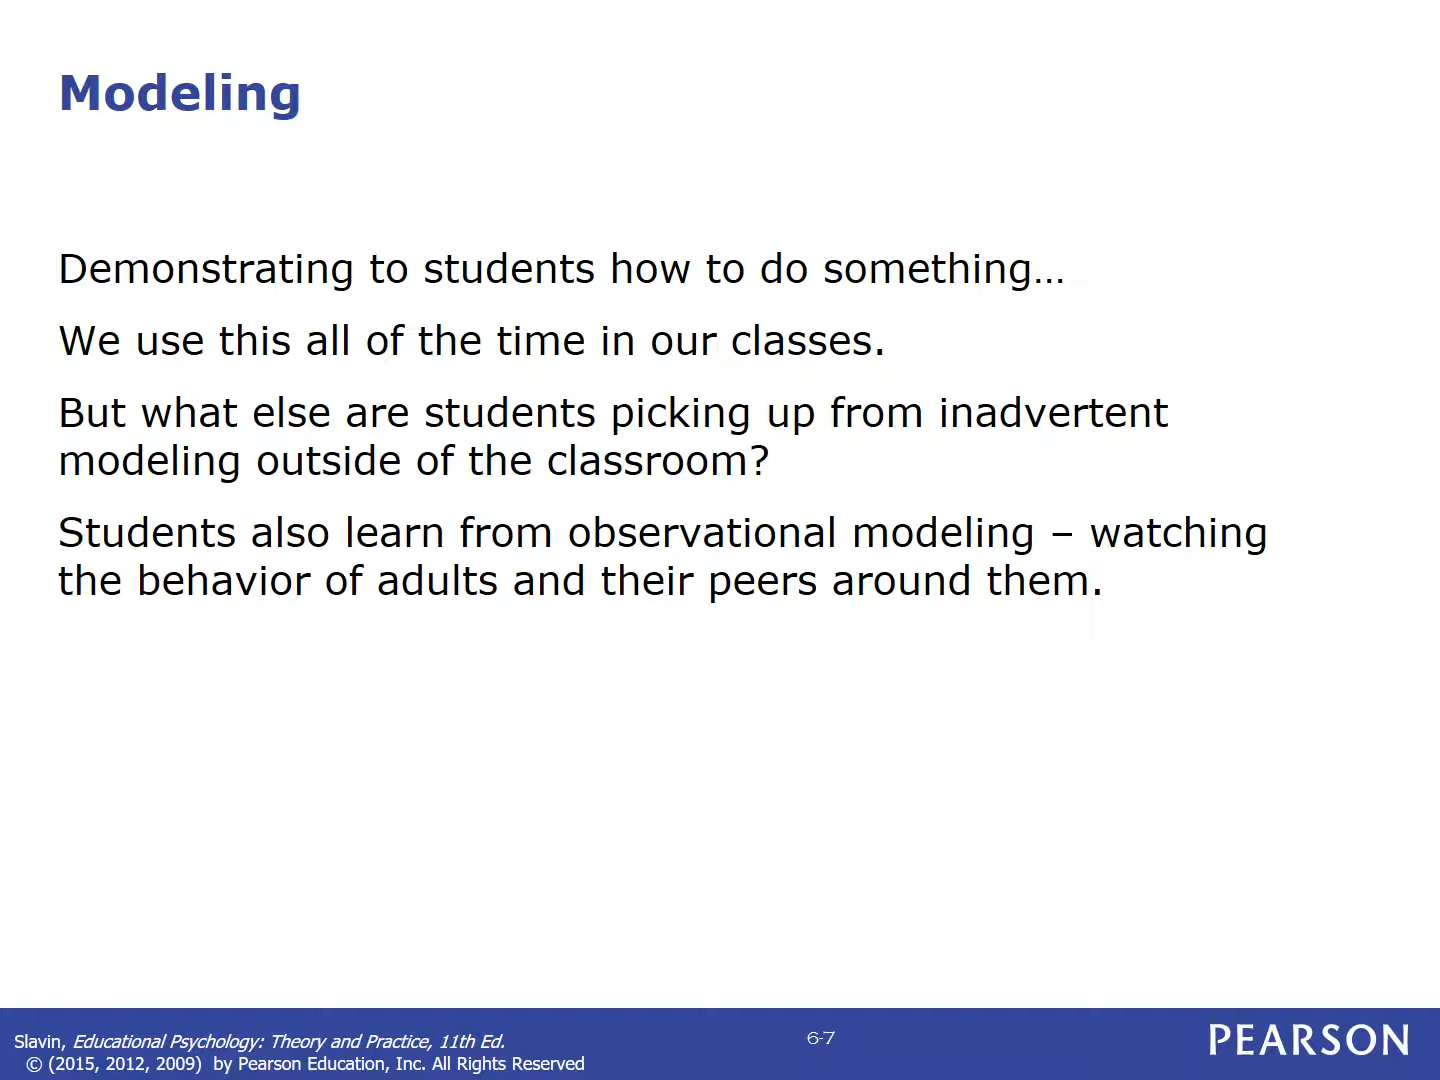 Modeling
Demonstrating to students how to do something…
We use this all of the time in our classes.
But what else are students picking up from inadvertent
modeling outside of the classroom?
Students also learn from observational modeling – watching
the behavior of adults and their peers around them.
Slavin, Educational Psychology: Theory and Practice, 11th Ed.
© (2015, 2012, 2009) by Pearson Education, Inc. All Rights Reserved
6-7
PEARSON